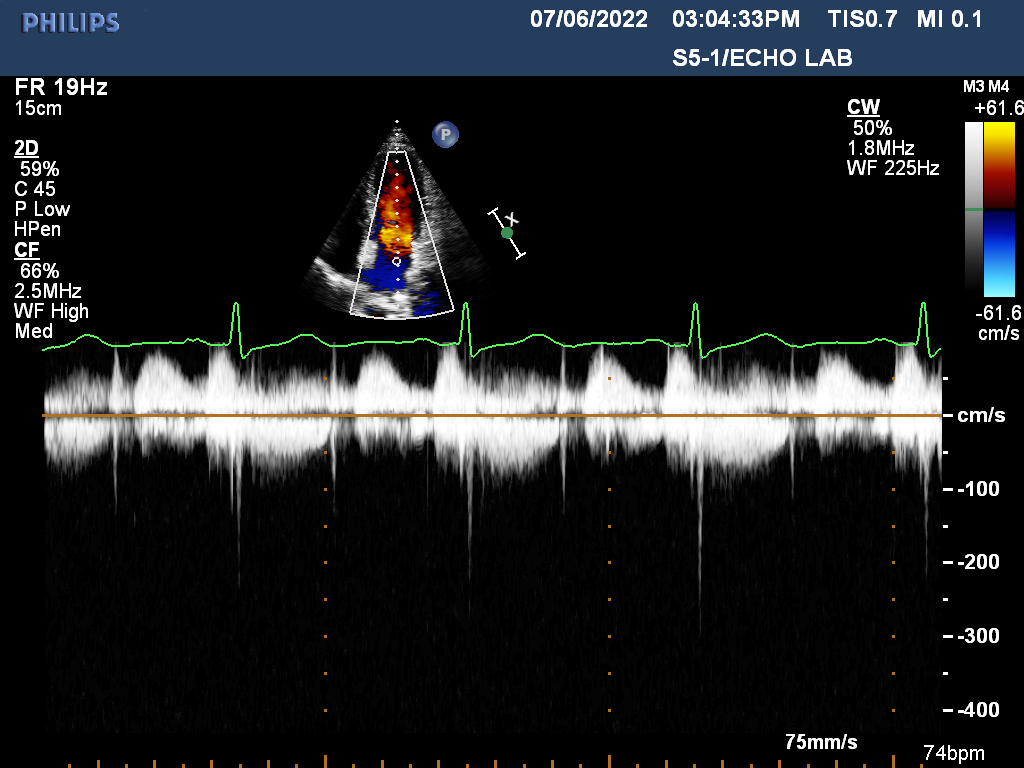 PHILIPS
07/06/2022 03:04:33PM TIS0.7 MI 0.1
S5-1/ECHO LAB
FR 19Hz
15cm
2D
59%
C 45
P Low
HPen
CF
66%
2.5MHz
WF High
Med
P
X
CW
50%
1.8MHz
WF 225Hz
M3 M4
+61.6
-61.6
cm/s
cm/s
-100
-200
-300
-400
75mm/s
74bpm